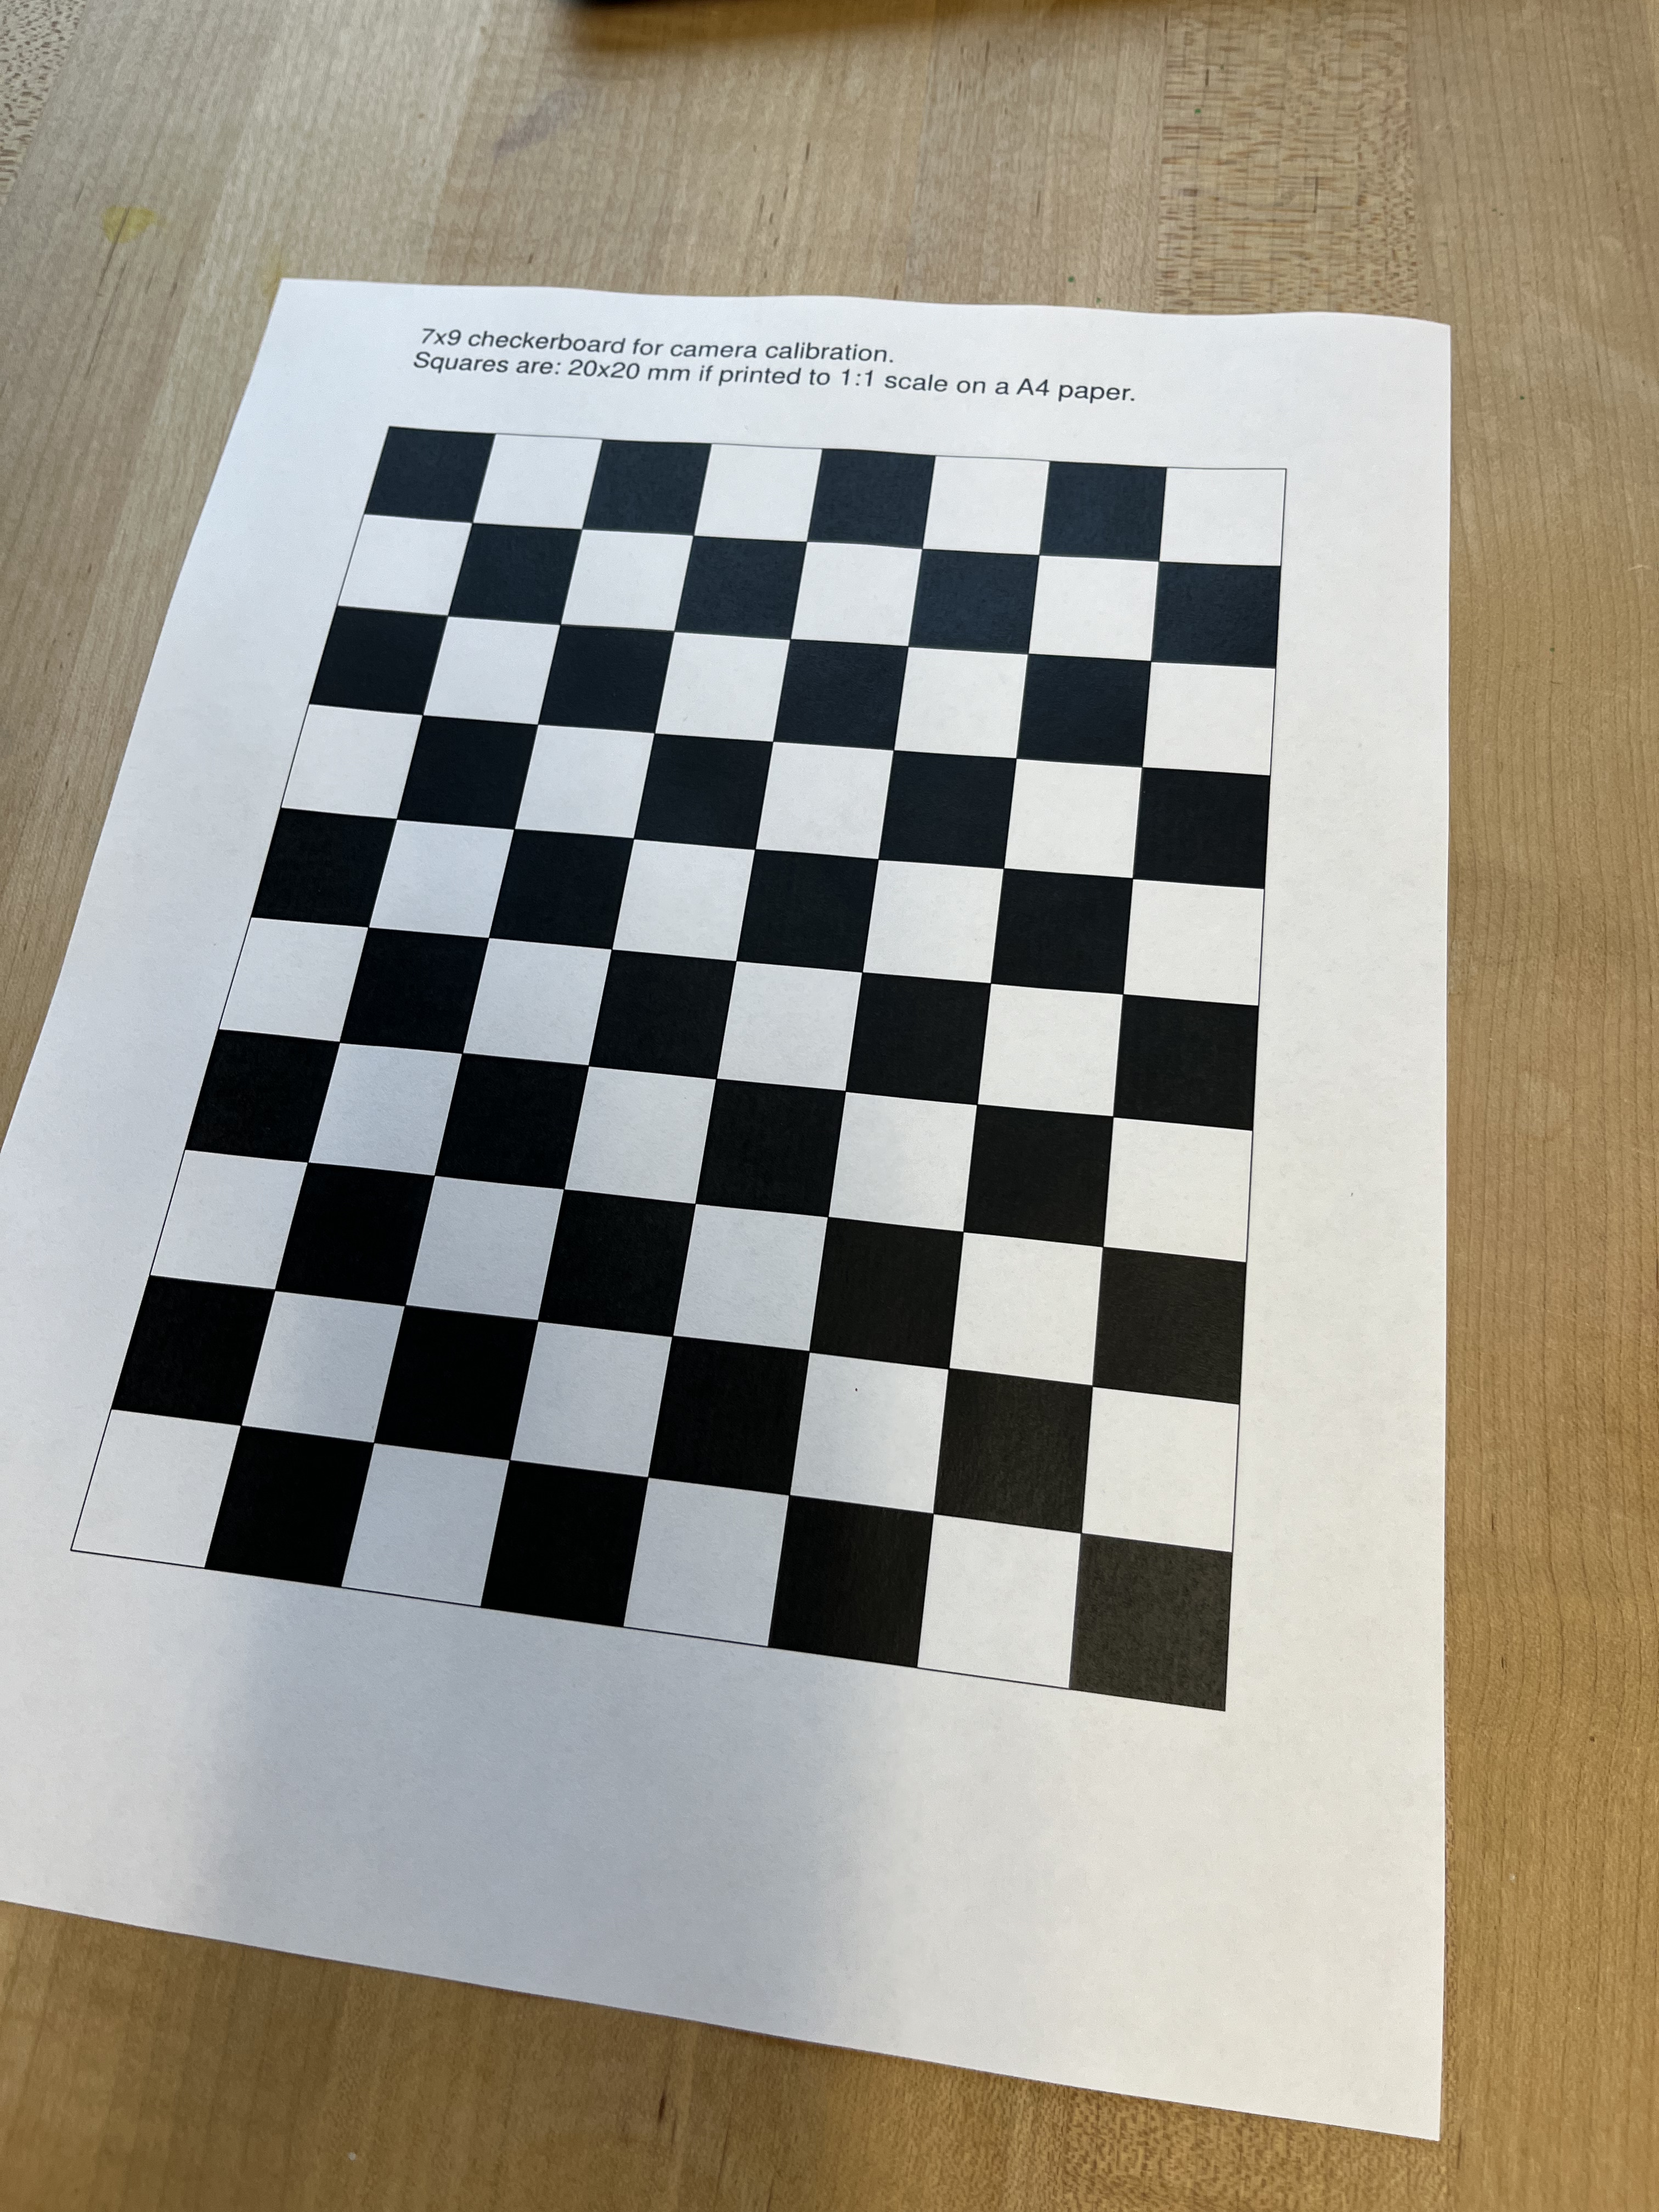 7x9 checkerboard for camera calibration.
Squares are: 20x20 mm if printed to 1:1 scale on a A4 paper.